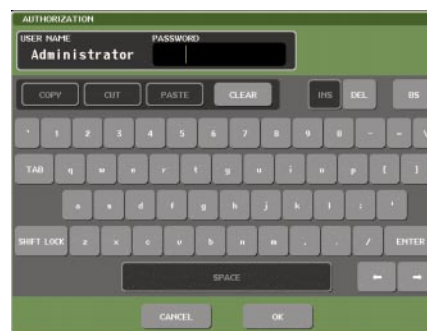 AUTHORIZATION
USER NAME PASSWORD
Administrator
COPY CUT PASTE CLEAR INS DEL BS
1 2 3 4 5 6 7 8 9 0 - = \
TAB q w e r t y u i o p [ ]
a s d f g h j k l ; '
SHIFT LOCK z x c v b n m , . / ENTER
SPACE ← →
CANCEL OK